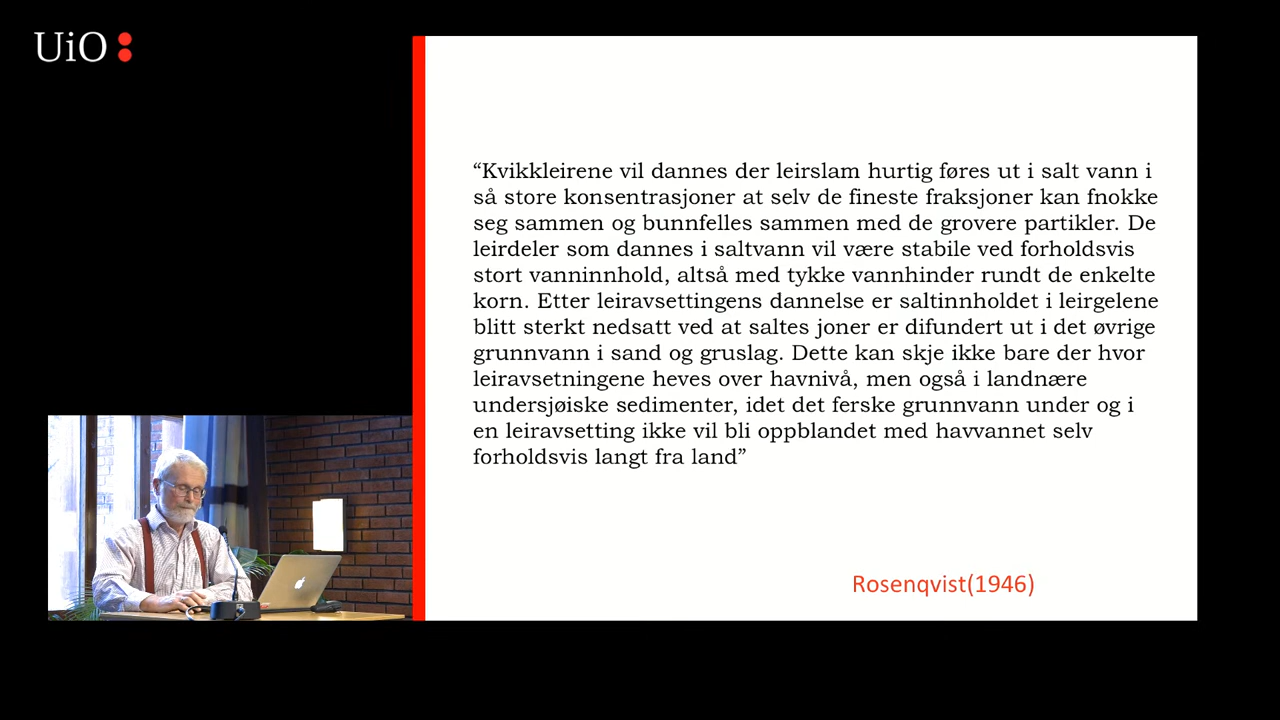 UiO
“Kvikkleirene vil dannes der leirslam hurtig føres ut i salt vann i
så store konsentrasjoner at selv de fineste fraksjoner kan fnokke
seg sammen og bunnfelles sammen med de grovere partikler. De
leirdeler som dannes i saltvann vil være stabile ved forholdsvis
stort vanninnhold, altså med tykke vannhinder rundt de enkelte
korn. Etter leiravsettingens dannelse er saltinnholdet i leirgelene
blitt sterkt nedsatt ved at saltes joner er difundert ut i det øvrige
grunnvann i sand og gruslag. Dette kan skje ikke bare der hvor
leiravsetningene heves over havnivå, men også i landnære
undersjøiske sedimenter, idet det ferske grunnvann under og i
en leiravsetting ikke vil bli oppblandet med havvannet selv
forholdsvis langt fra land”
Rosenqvist(1946)